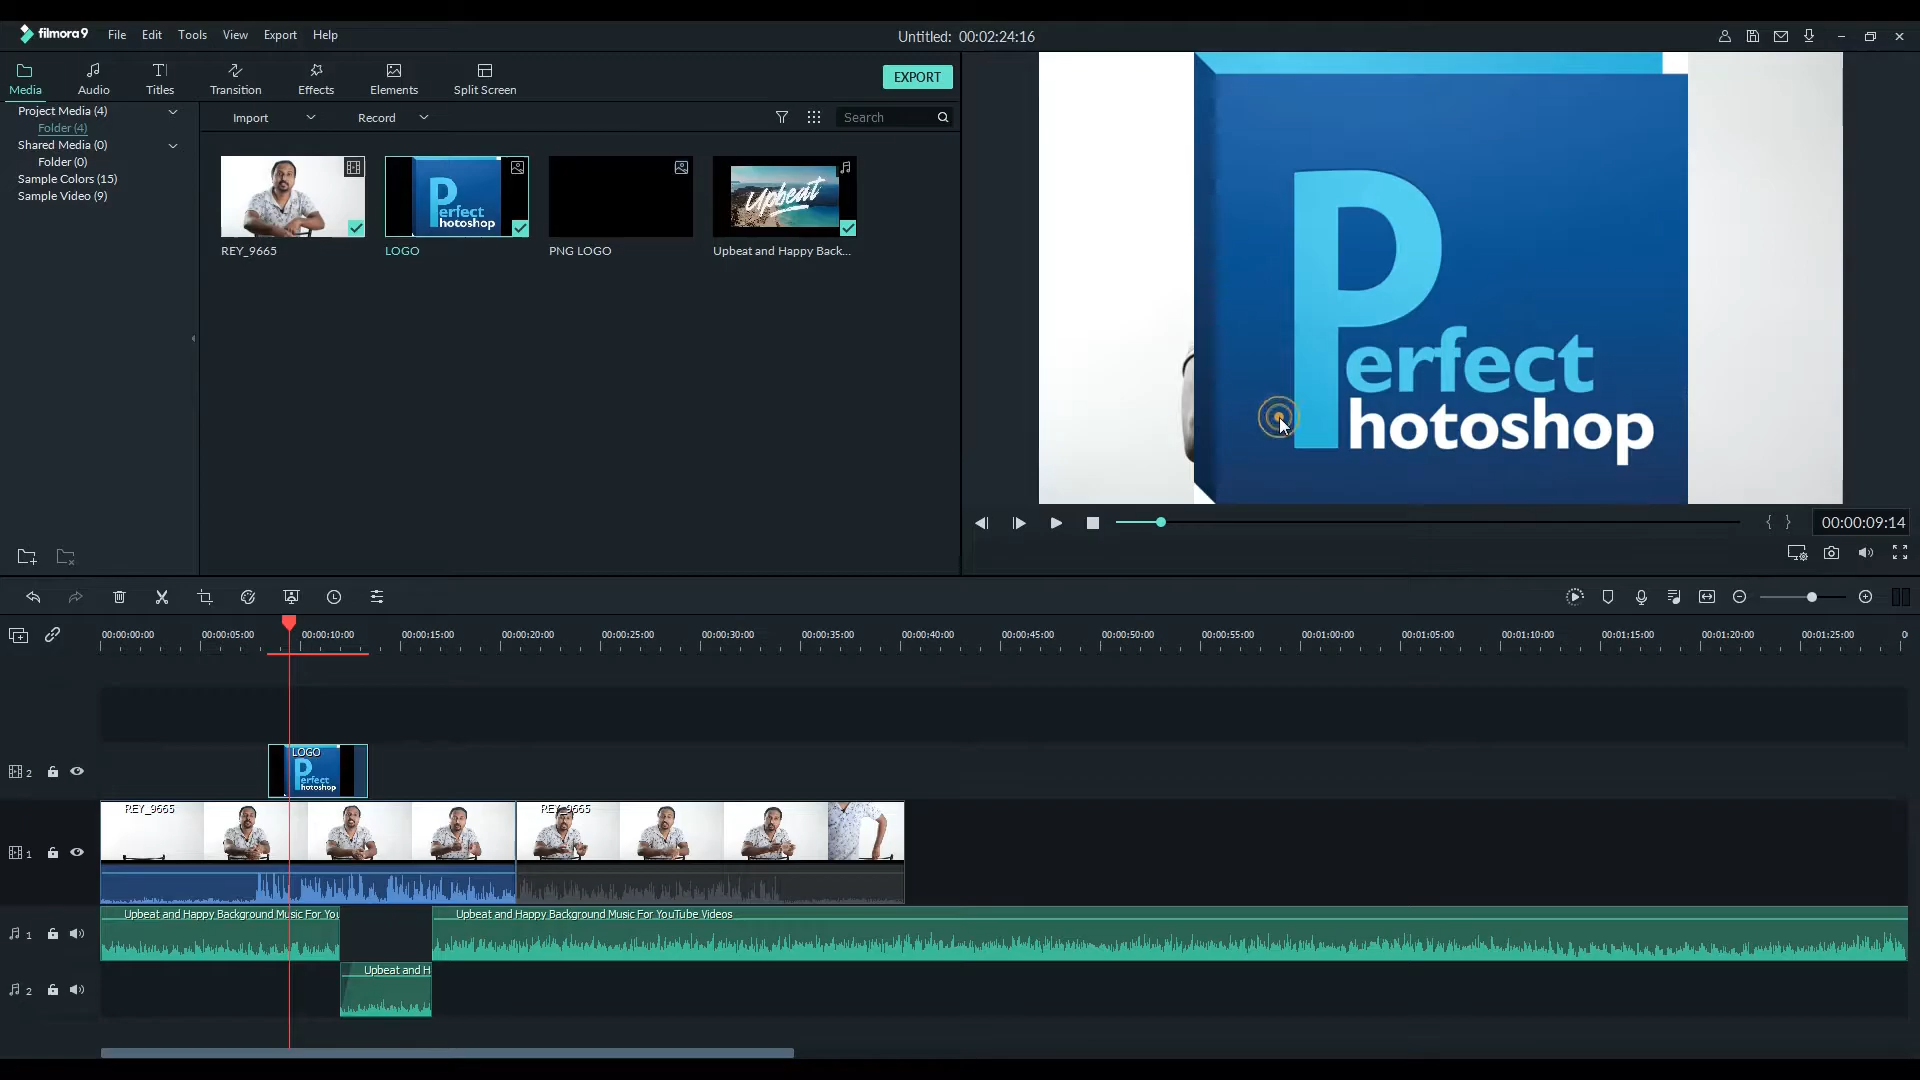 filmora9 File Edit Tools View Export Help
Untitled: 00:02:24:16
Media Audio Titles Transition Effects Elements Split Screen
EXPORT
Project Media (4)
Folder (4)
Shared Media (0)
Folder (0)
Sample Colors (15)
Sample Video (9)
Import Record Search
Perfect
Photoshop
Upbeat
REY_9665 LOGO PNG LOGO Upbeat and Happy Back...
Perfect
hotoshop
00:00:09:14
00:00:00:00 00:00:05:00 00:00:10:00 00:00:15:00 00:00:20:00 00:00:25:00 00:00:30:00 00:00:35:00 00:00:40:00 00:00:45:00 00:00:50:00 00:00:55:00 00:01:00:00 00:01:05:00 00:01:10:00 00:01:15:00 00:01:20:00 00:01:25:00 0
2
LOGO
Perfect
hotoshop
1
REY_9665 REY_9665
1
Upbeat and Happy Background Music For You Upbeat and Happy Background Music For YouTube Videos
2
Upbeat and H